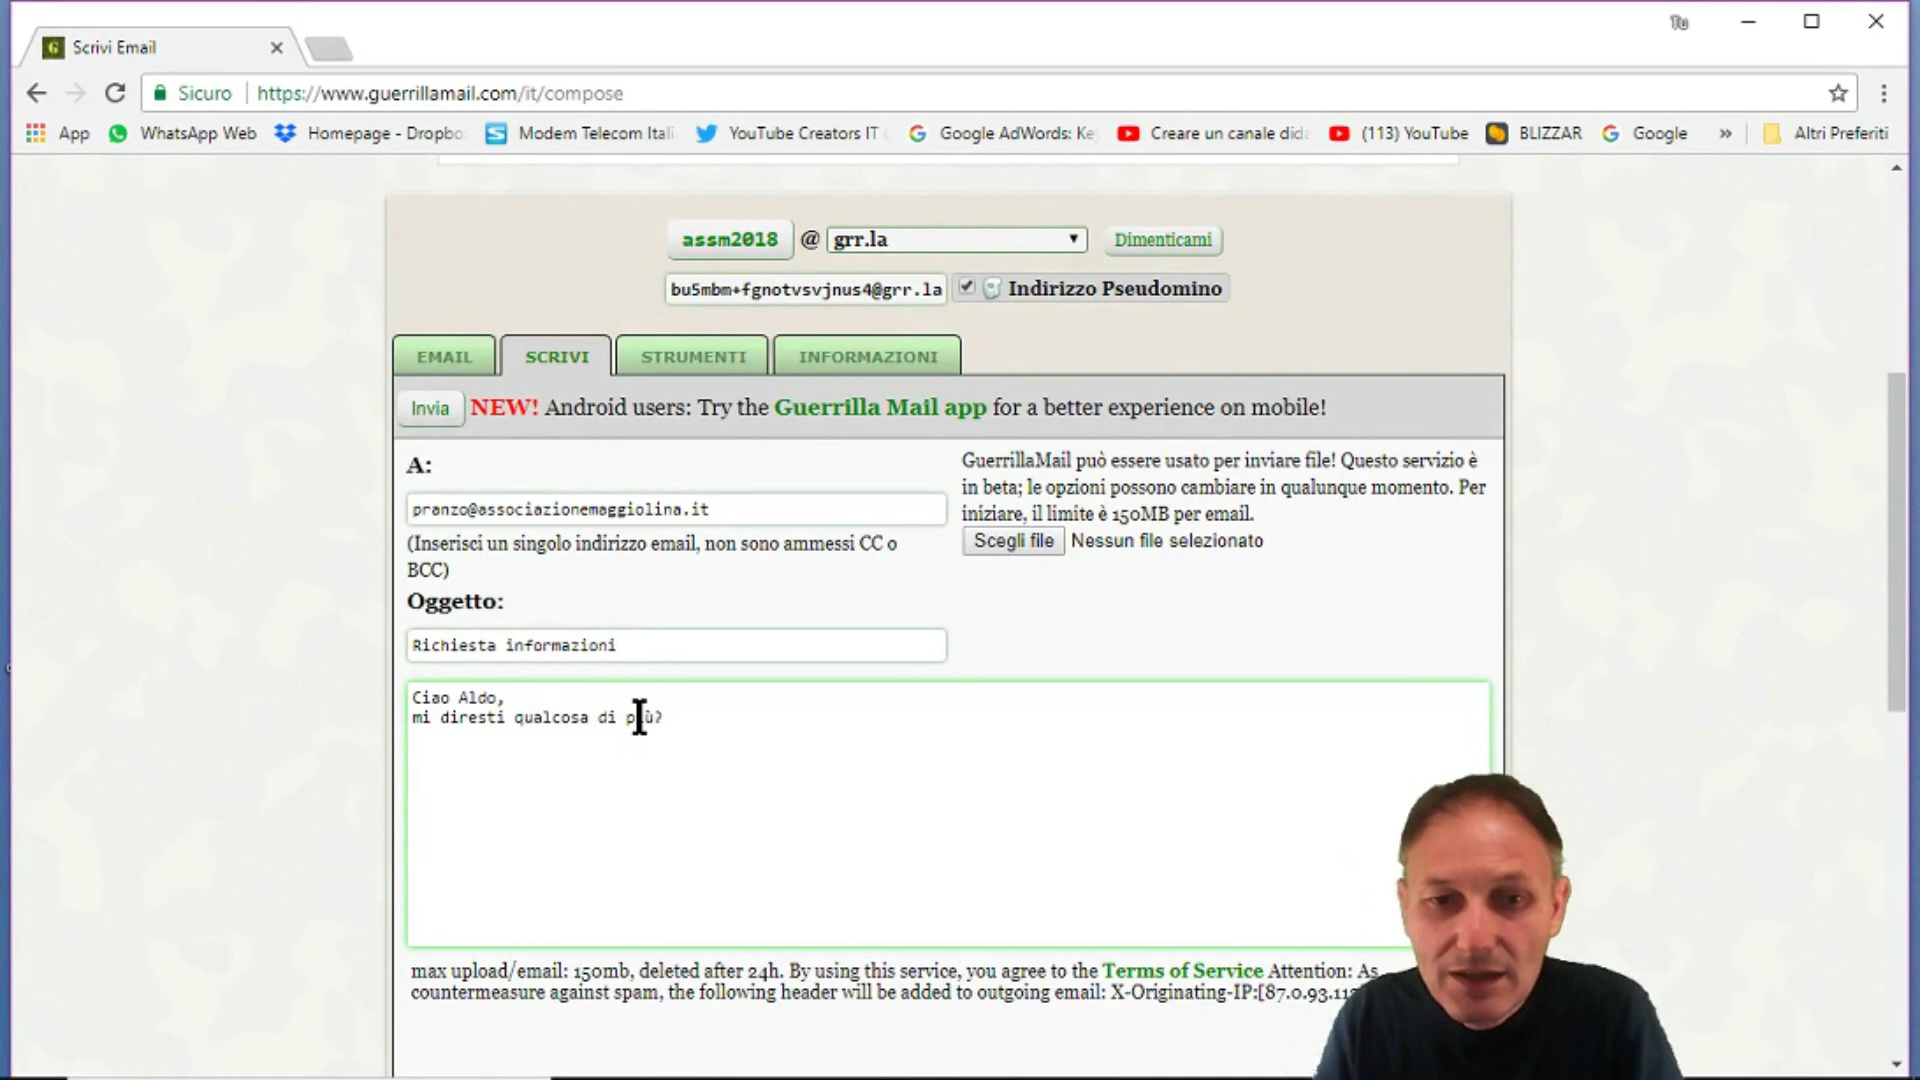 Tu
Scrivi Email
Sicuro
https://www.guerrillamail.com/it/compose
App
WhatsApp Web
Homepage - Dropbo
Modem Telecom Itali
YouTube Creators IT
Google AdWords: Ke
Creare un canale did
(113) YouTube
BLIZZAR
Google
»
Altri Preferiti
assm2018 @ grr.la Dimenticami
bu5mbm+fgnotvsvjnus4@grr.la Indirizzo Pseudomino
EMAIL SCRIVI STRUMENTI INFORMAZIONI
Invia NEW! Android users: Try the Guerrilla Mail app for a better experience on mobile!
A:
pranzo@associazionemaggiolina.it
(Inserisci un singolo indirizzo email, non sono ammessi CC o
BCC)
GuerrillaMail può essere usato per inviare file! Questo servizio è
in beta; le opzioni possono cambiare in qualunque momento. Per
iniziare, il limite è 150MB per email.
Scegli file Nessun file selezionato
Oggetto:
Richiesta informazioni
Ciao Aldo,
mi diresti qualcosa di più?
max upload/email: 150mb, deleted after 24h. By using this service, you agree to the Terms of Service Attention: As
countermeasure against spam, the following header will be added to outgoing email: X-Originating-IP:[87.0.93.11